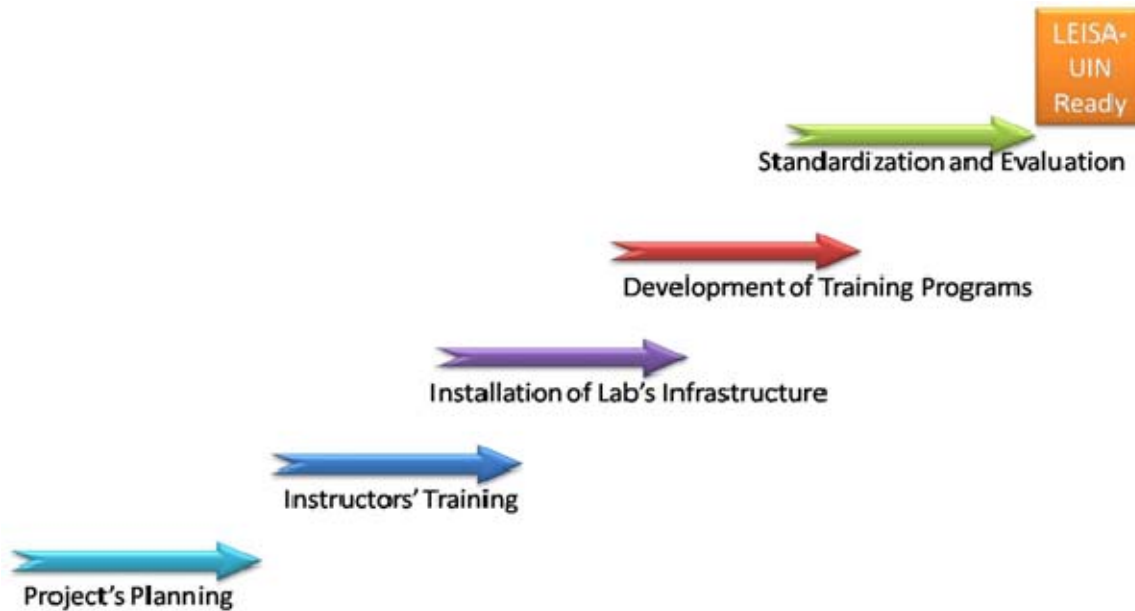 LEISA-
UIN
Ready
Standardization and Evaluation
Development of Training Programs
Installation of Lab's Infrastructure
Instructors' Training
Project's Planning